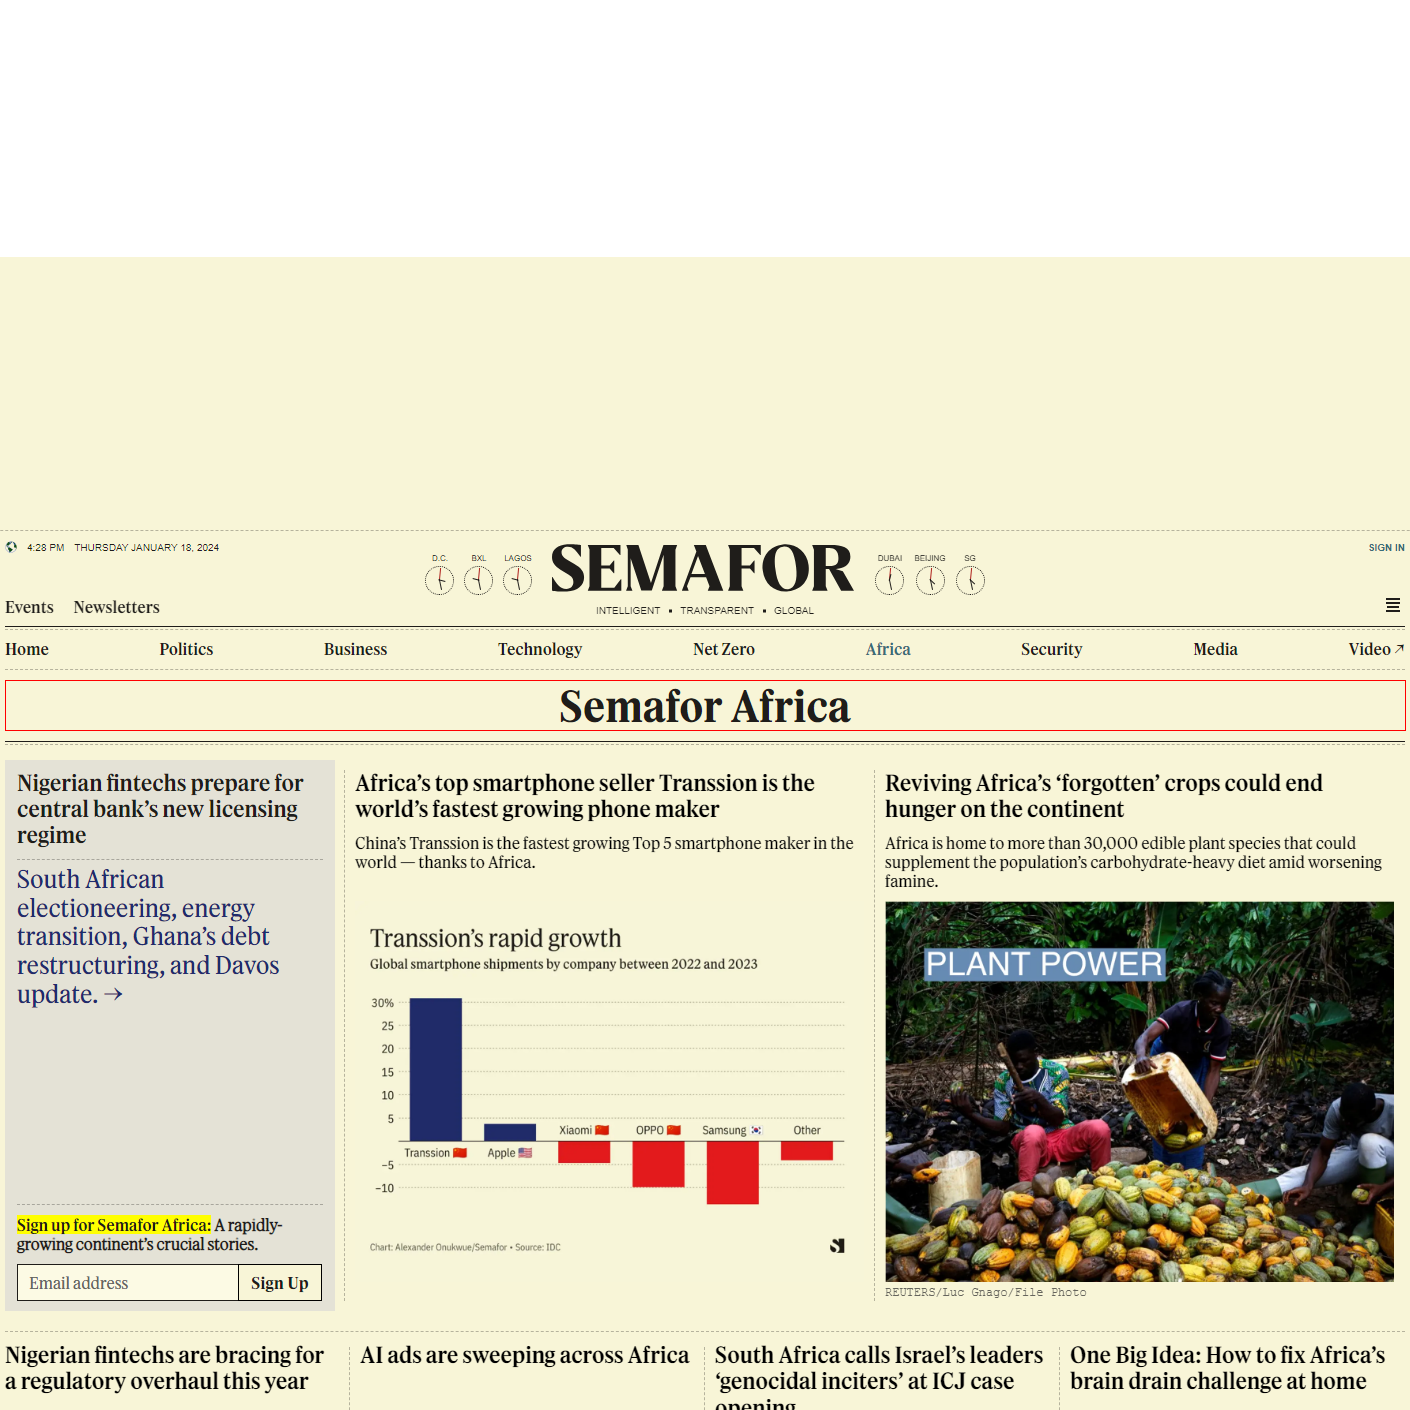 4:28 PM THURSDAY JANUARY 18, 2024
D.C. BXL LAGOS
SEMAFOR
DUBAI BEIJING SG
SIGN IN
INTELLIGENT ▪ TRANSPARENT ▪ GLOBAL
Events Newsletters
Home Politics Business Technology Net Zero Africa Security Media Video ↗
Semafor Africa
Nigerian fintechs prepare for
central bank’s new licensing
regime
South African
electioneering, energy
transition, Ghana’s debt
restructuring, and Davos
update. →
Sign up for Semafor Africa: A rapidly-
growing continent’s crucial stories.
Email address Sign Up
Africa’s top smartphone seller Transsion is the
world’s fastest growing phone maker
China’s Transsion is the fastest growing Top 5 smartphone maker in the
world — thanks to Africa.
Transsion’s rapid growth
Global smartphone shipments by company between 2022 and 2023
30%
25
20
15
10
5
−5
−10
Transsion Apple Xiaomi OPPO Samsung Other
Chart: Alexander Onukwue/Semafor • Source: IDC
Reviving Africa’s ‘forgotten’ crops could end
hunger on the continent
Africa is home to more than 30,000 edible plant species that could
supplement the population’s carbohydrate-heavy diet amid worsening
famine.
PLANT POWER
REUTERS/Luc Gnago/File Photo
Nigerian fintechs are bracing for
a regulatory overhaul this year
AI ads are sweeping across Africa
South Africa calls Israel’s leaders
‘genocidal inciters’ at ICJ case
opening
One Big Idea: How to fix Africa’s
brain drain challenge at home